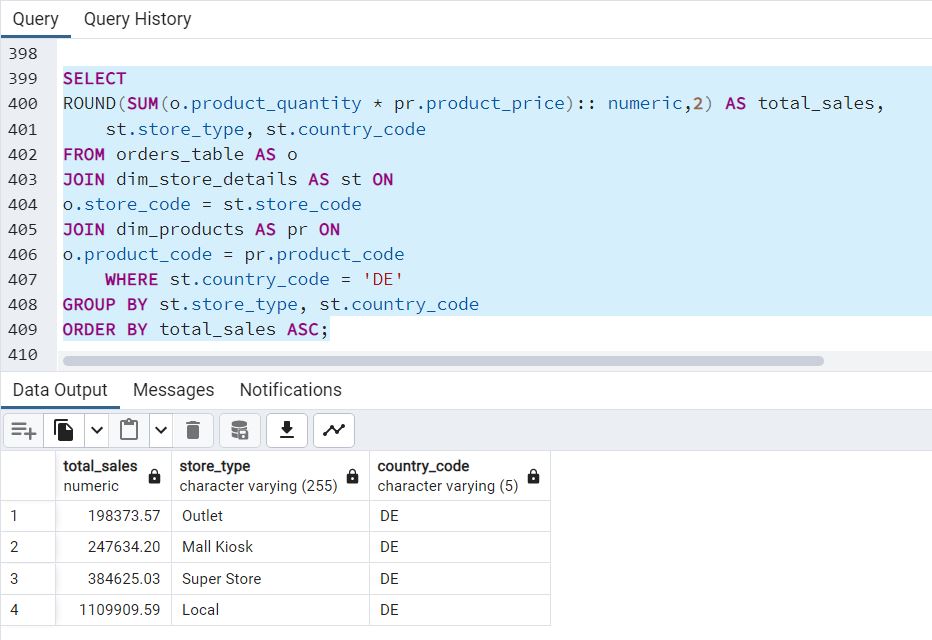 Query Query History
398
399 SELECT
400 ROUND(SUM(o.product_quantity * pr.product_price):: numeric,2) AS total_sales,
401 st.store_type, st.country_code
402 FROM orders_table AS o
403 JOIN dim_store_details AS st ON
404 o.store_code = st.store_code
405 JOIN dim_products AS pr ON
406 o.product_code = pr.product_code
407 WHERE st.country_code = 'DE'
408 GROUP BY st.store_type, st.country_code
409 ORDER BY total_sales ASC;
410
Data Output Messages Notifications
total_sales store_type country_code
numeric character varying (255) character varying (5)
1 198373.57 Outlet DE
2 247634.20 Mall Kiosk DE
3 384625.03 Super Store DE
4 1109909.59 Local DE